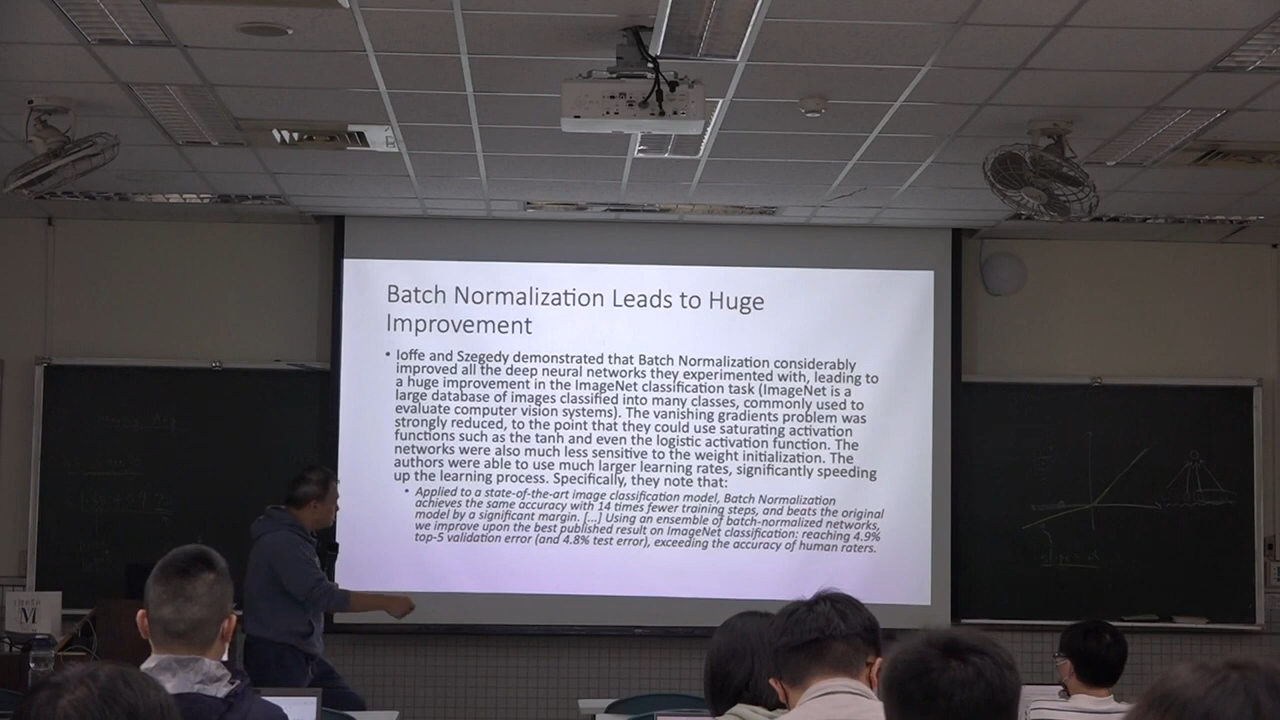 Batch Normalization Leads to Huge
Improvement
• Ioffe and Szegedy demonstrated that Batch Normalization considerably
improved all the deep neural networks they experimented with, leading to
a huge improvement in the ImageNet classification task (ImageNet is a
large database of images classified into many classes, commonly used to
evaluate computer vision systems). The vanishing gradients problem was
strongly reduced, to the point that they could use saturating activation
functions such as the tanh and even the logistic activation function. The
networks were also much less sensitive to the weight initialization. The
authors were able to use much larger learning rates, significantly speeding
up the learning process. Specifically, they note that:
• Applied to a state-of-the-art image classification model, Batch Normalization
achieves the same accuracy with 14 times fewer training steps, and beats the original
model by a significant margin. [...] Using an ensemble of batch-normalized networks,
we improve upon the best published result on ImageNet classification: reaching 4.9%
top-5 validation error (and 4.8% test error), exceeding the accuracy of human raters.
M